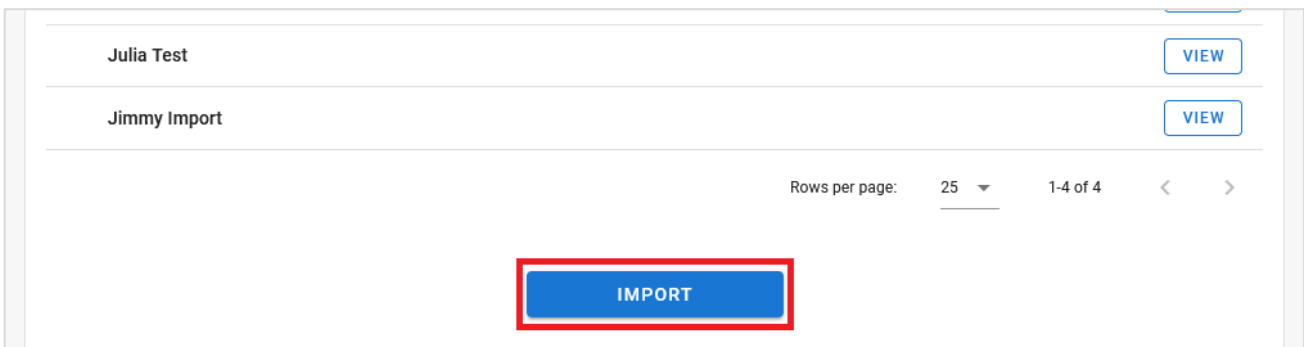 Julia Test VIEW
Jimmy Import VIEW
Rows per page: 25 1-4 of 4
IMPORT